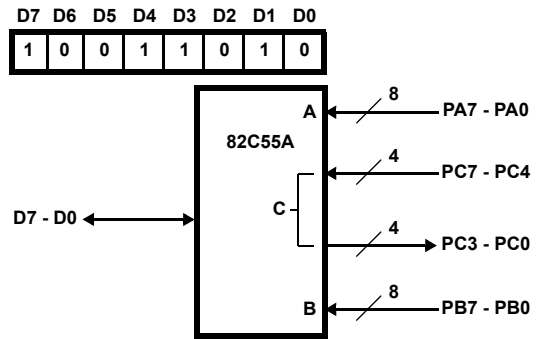 D7 D6 D5 D4 D3 D2 D1 D0
1 0 0 1 1 0 1 0
8
A PA7 - PA0
82C55A
4
PC7 - PC4
C
D7 - D0
4
PC3 - PC0
8
B PB7 - PB0